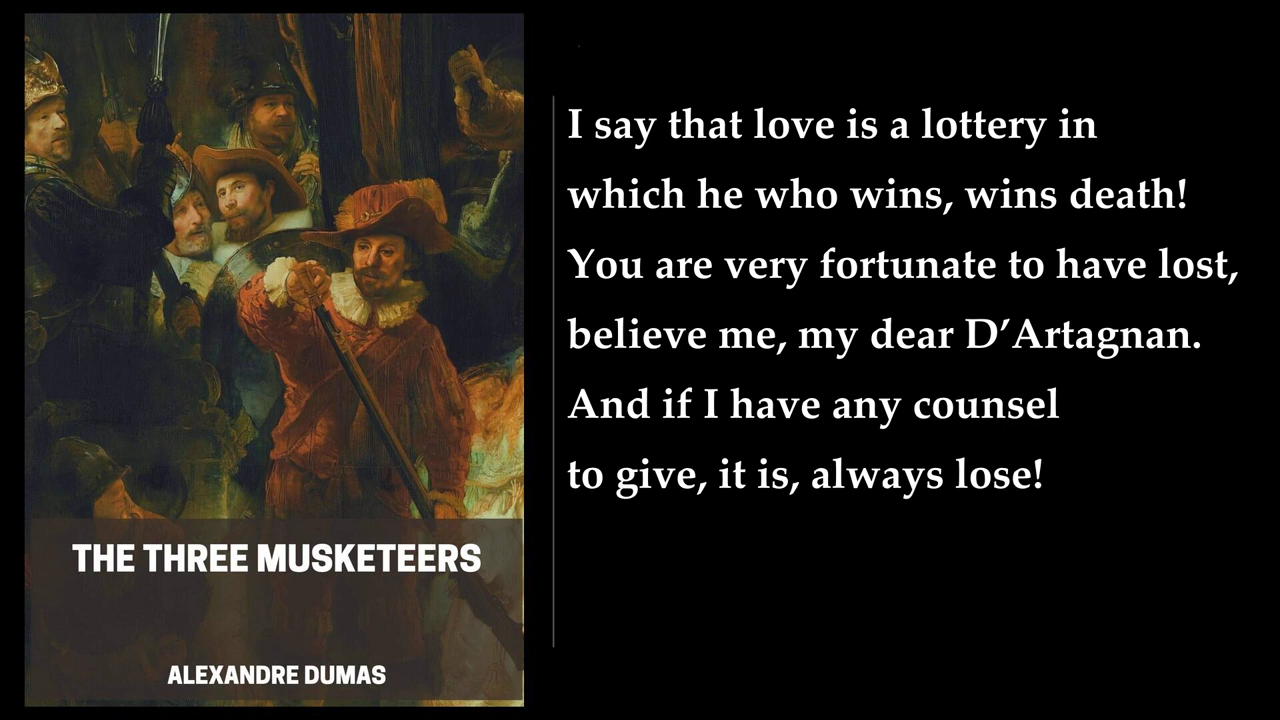 THE THREE MUSKETEERS
ALEXANDRE DUMAS
I say that love is a lottery in
which he who wins, wins death!
You are very fortunate to have lost,
believe me, my dear D’Artagnan.
And if I have any counsel
to give, it is, always lose!